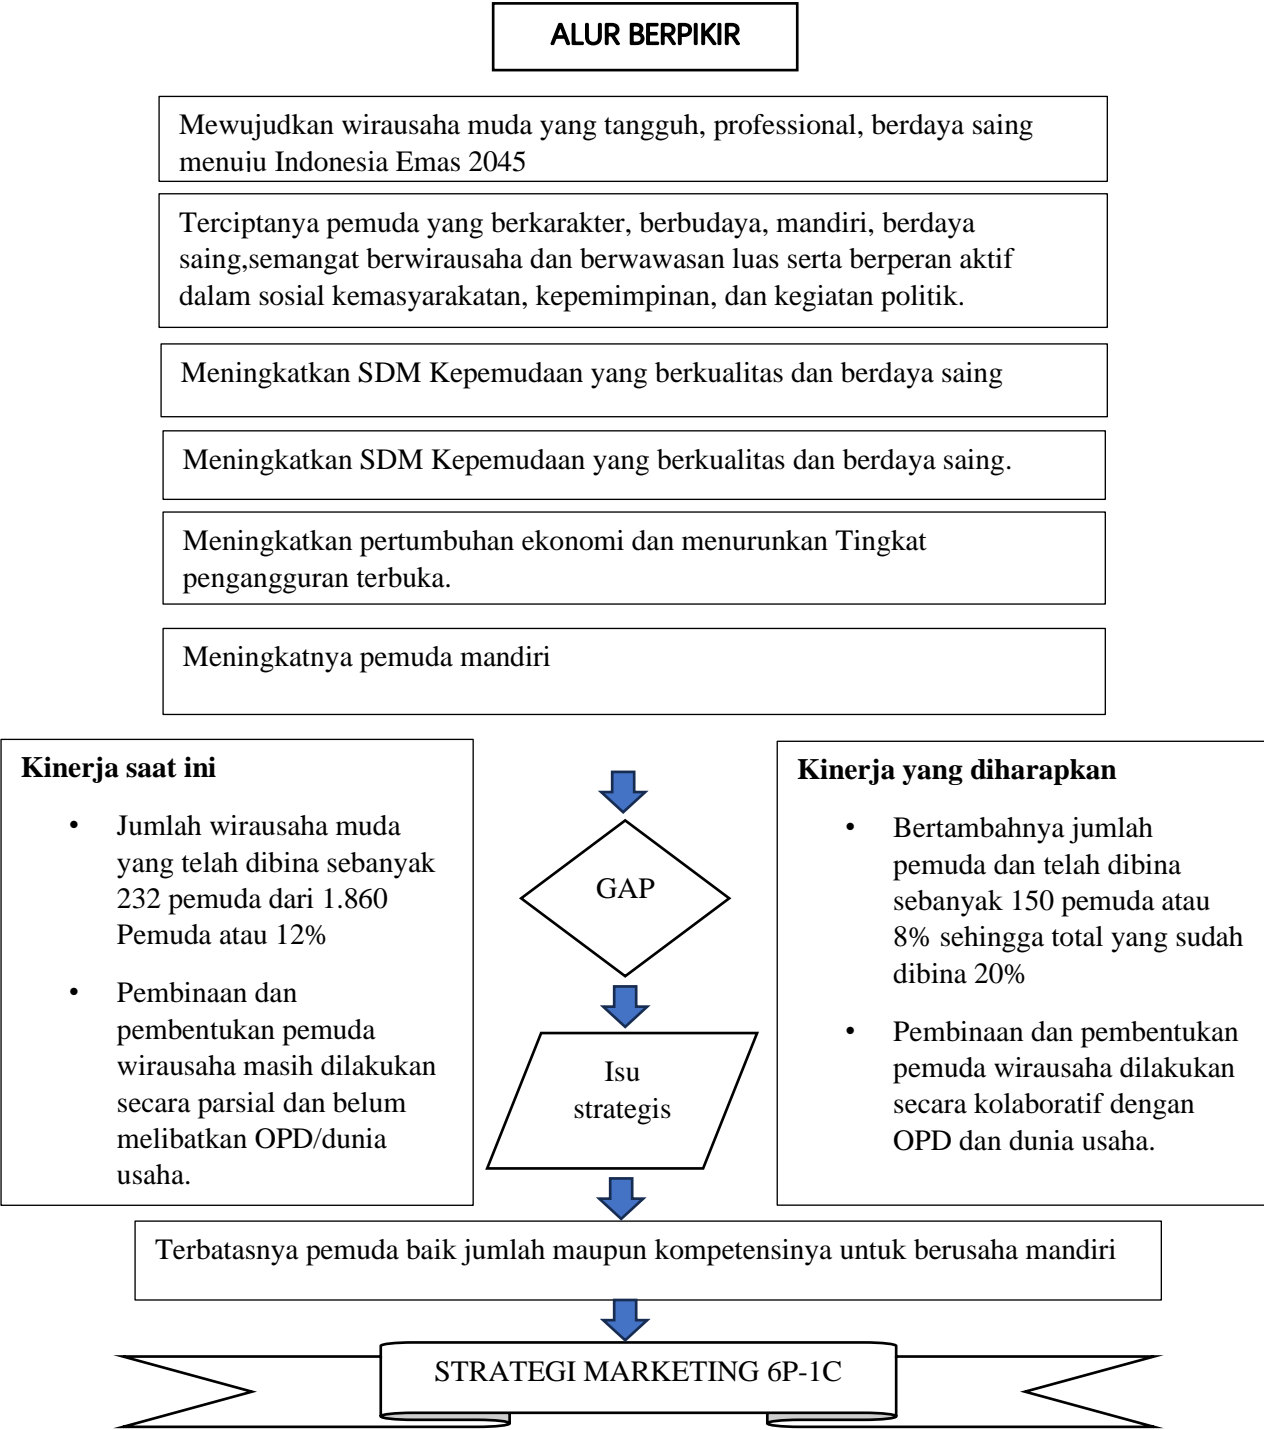 ALUR BERPIKIR
Mewujudkan wirausaha muda yang tangguh, professional, berdaya saing
menuju Indonesia Emas 2045
Terciptanya pemuda yang berkarakter, berbudaya, mandiri, berdaya
saing,semangat berwirausaha dan berwawasan luas serta berperan aktif
dalam sosial kemasyarakatan, kepemimpinan, dan kegiatan politik.
Meningkatkan SDM Kepemudaan yang berkualitas dan berdaya saing
Meningkatkan SDM Kepemudaan yang berkualitas dan berdaya saing.
Meningkatkan pertumbuhan ekonomi dan menurunkan Tingkat
pengangguran terbuka.
Meningkatnya pemuda mandiri
Kinerja saat ini
• Jumlah wirausaha muda
yang telah dibina sebanyak
232 pemuda dari 1.860
Pemuda atau 12%
• Pembinaan dan
pembentukan pemuda
wirausaha masih dilakukan
secara parsial dan belum
melibatkan OPD/dunia
usaha.
GAP
Isu
strategis
Kinerja yang diharapkan
• Bertambahnya jumlah
pemuda dan telah dibina
sebanyak 150 pemuda atau
8% sehingga total yang sudah
dibina 20%
• Pembinaan dan pembentukan
pemuda wirausaha dilakukan
secara kolaboratif dengan
OPD dan dunia usaha.
Terbatasnya pemuda baik jumlah maupun kompetensinya untuk berusaha mandiri
STRATEGI MARKETING 6P-1C